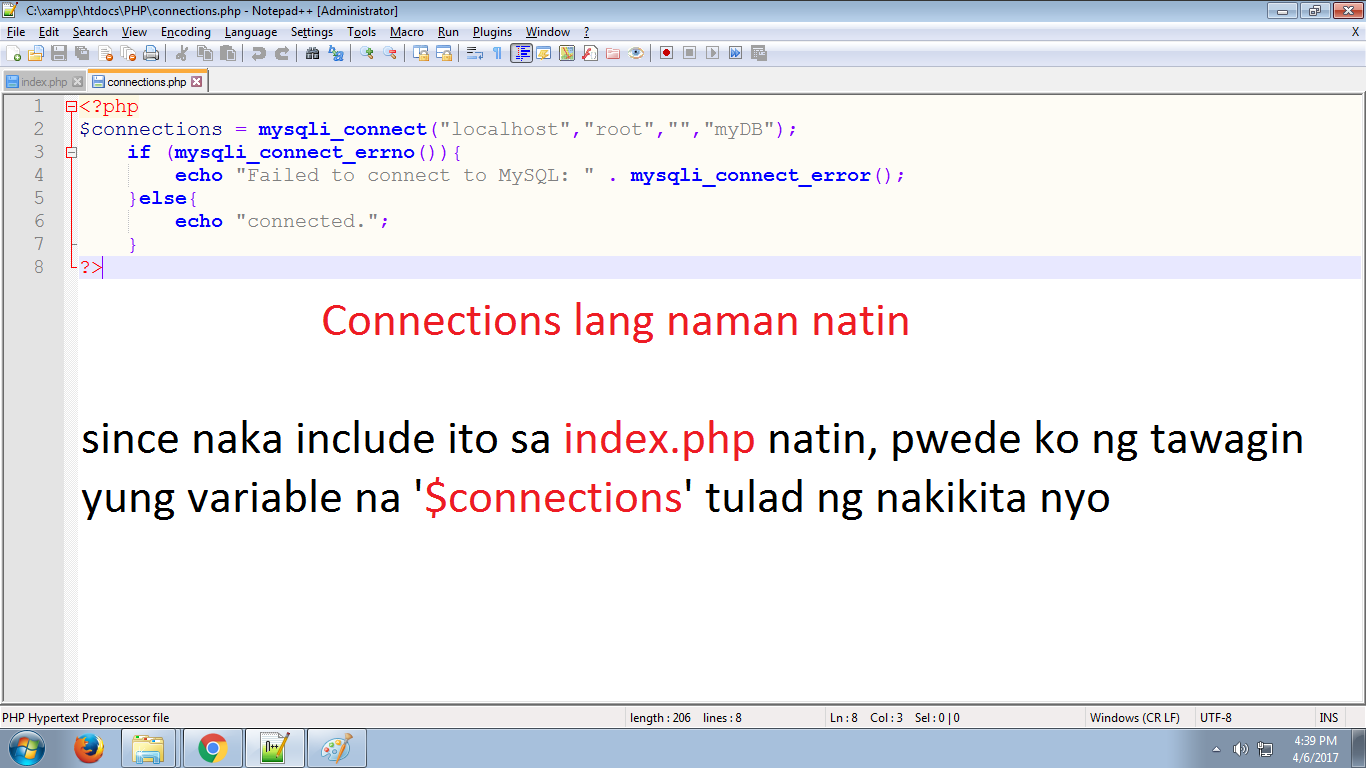 C:\xampp\htdocs\PHP\connections.php - Notepad++ [Administrator]
File Edit Search View Encoding Language Settings Tools Macro Run Plugins Window ? X
index.php connections.php
1 <?php
2 $connections = mysqli_connect("localhost","root","","myDB");
3 if (mysqli_connect_errno()){
4 echo "Failed to connect to MySQL: " . mysqli_connect_error();
5 }else{
6 echo "connected.";
7 }
8 ?>
Connections lang naman natin
since naka include ito sa index.php natin, pwede ko ng tawagin
yung variable na '$connections' tulad ng nakikita nyo
PHP Hypertext Preprocessor file length : 206 lines : 8 Ln : 8 Col : 3 Sel : 0 | 0 Windows (CR LF) UTF-8 INS
4:39 PM
4/6/2017